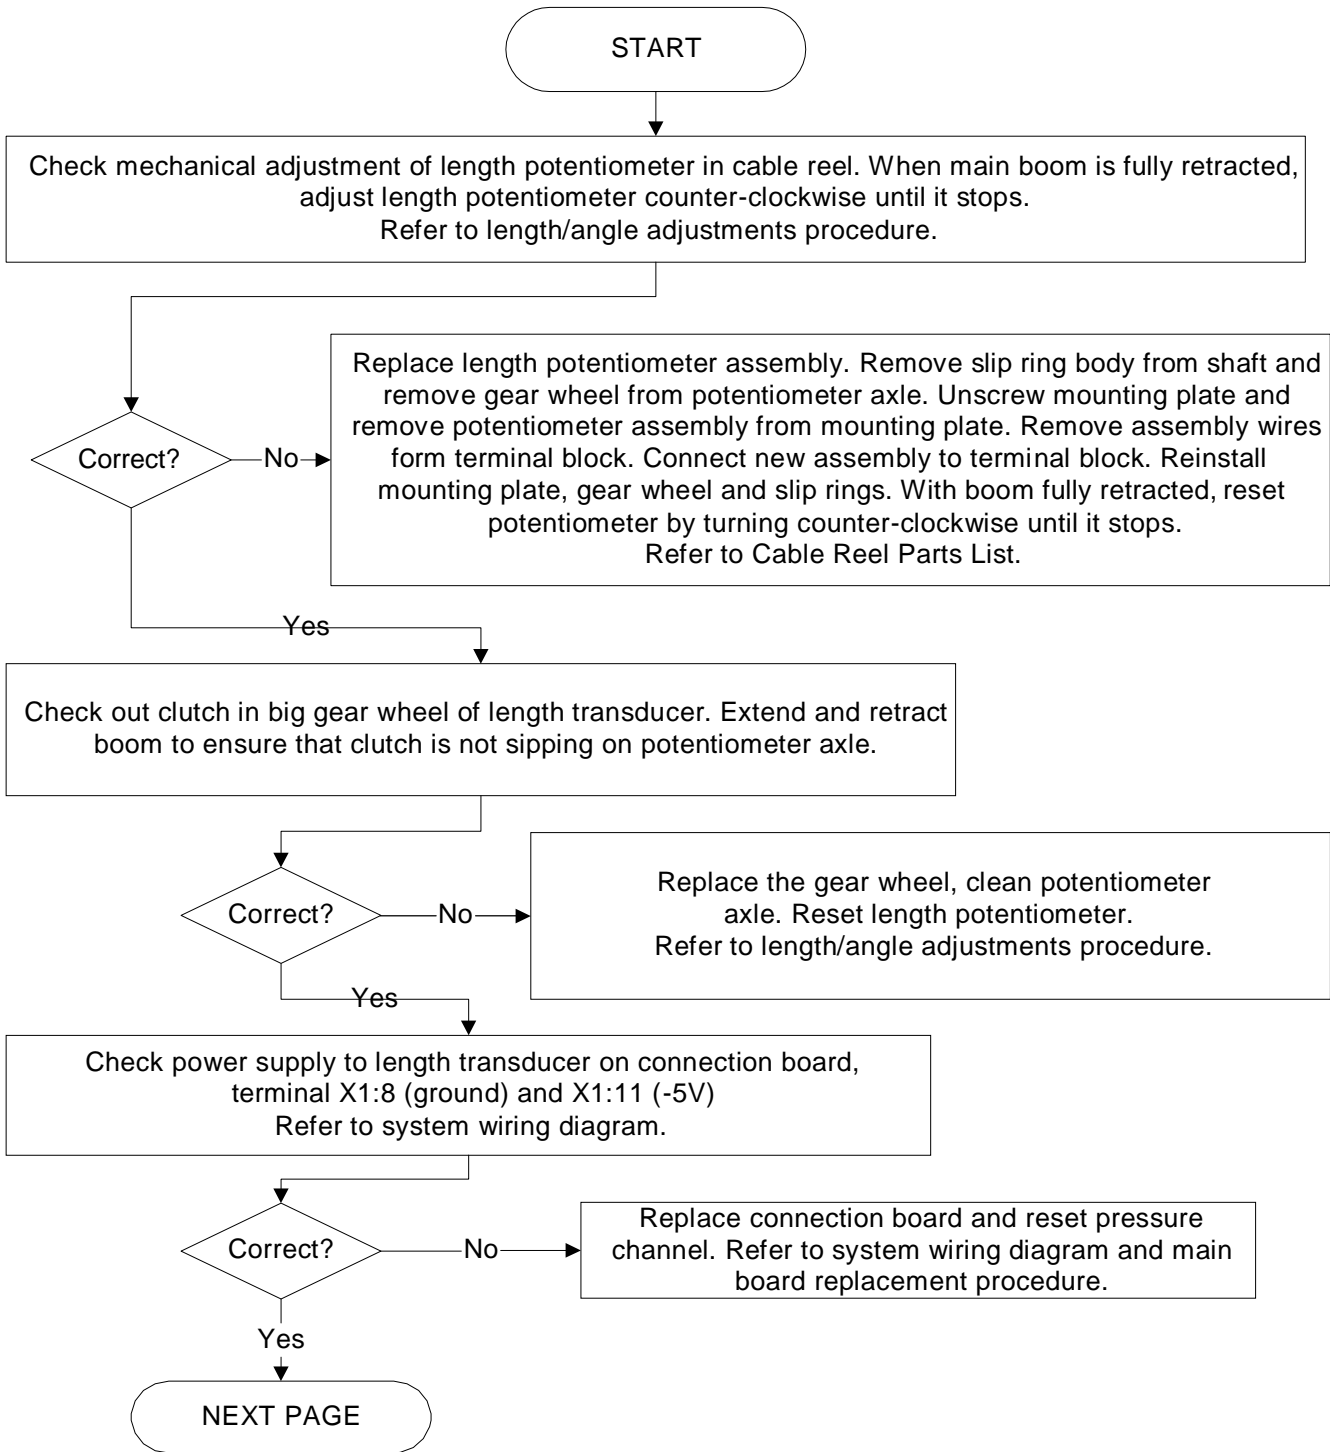 START
Check mechanical adjustment of length potentiometer in cable reel. When main boom is fully retracted,
adjust length potentiometer counter-clockwise until it stops.
Refer to length/angle adjustments procedure.
Replace length potentiometer assembly. Remove slip ring body from shaft and
remove gear wheel from potentiometer axle. Unscrew mounting plate and
remove potentiometer assembly from mounting plate. Remove assembly wires
form terminal block. Connect new assembly to terminal block. Reinstall
mounting plate, gear wheel and slip rings. With boom fully retracted, reset
potentiometer by turning counter-clockwise until it stops.
Refer to Cable Reel Parts List.
Correct?
No
Yes
Check out clutch in big gear wheel of length transducer. Extend and retract
boom to ensure that clutch is not sipping on potentiometer axle.
Replace the gear wheel, clean potentiometer
axle. Reset length potentiometer.
Refer to length/angle adjustments procedure.
Correct?
No
Yes
Check power supply to length transducer on connection board,
terminal X1:8 (ground) and X1:11 (-5V)
Refer to system wiring diagram.
Replace connection board and reset pressure
channel. Refer to system wiring diagram and main
board replacement procedure.
Correct?
No
Yes
NEXT PAGE